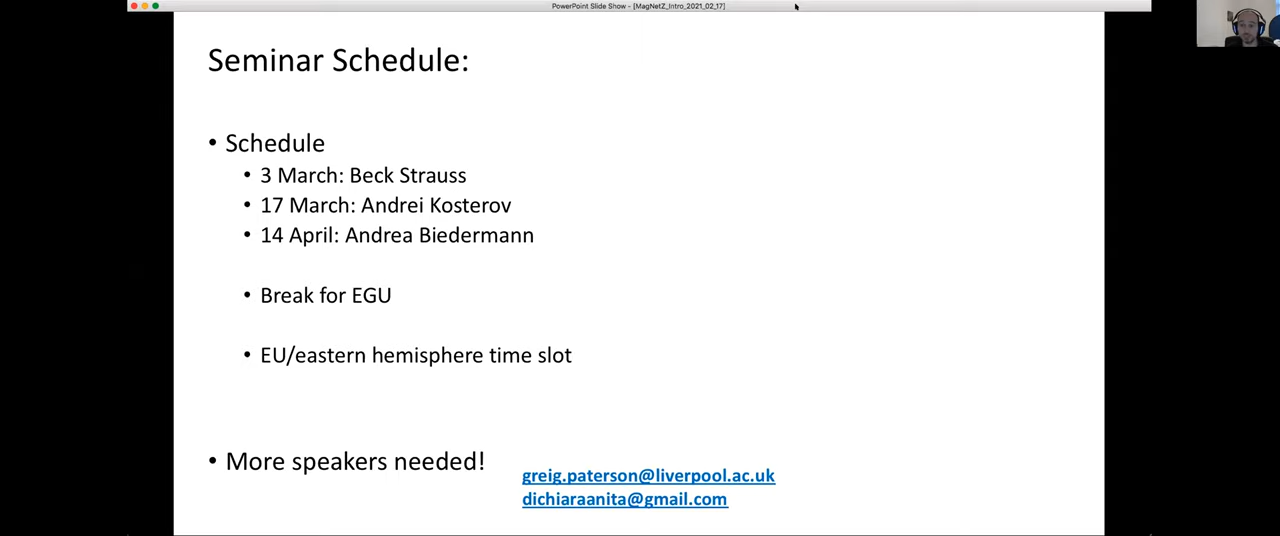 PowerPoint Slide Show - [MagNetZ_Intro_2021_02_17]
Seminar Schedule:
• Schedule
• 3 March: Beck Strauss
• 17 March: Andrei Kosterov
• 14 April: Andrea Biedermann
• Break for EGU
• EU/eastern hemisphere time slot
• More speakers needed!
greig.paterson@liverpool.ac.uk
dichiaraanita@gmail.com